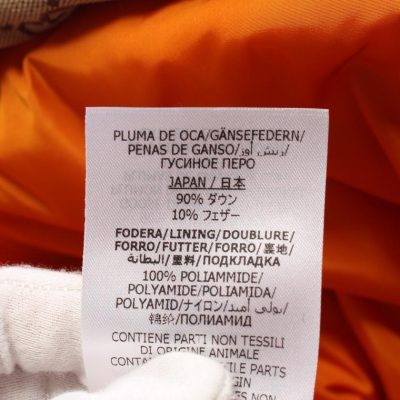 PLUMA DE OCA/GÄNSEFEDERN/
PENAS DE GANSO/ريش أوز/
ГУСИНОЕ ПЕРО
JAPAN / 日本
90% ダウン
10% フェザー
FODERA/LINING/DOUBLURE/
FORRO/FUTTER/FORRO/裏地/
البطانة/里料/ПОДКЛАДКА
100% POLIAMMIDE/
POLYAMIDE/POLIAMIDA/
POLYAMID/ナイロン/بولي أميد/
锦纶/ПОЛИАМИД
CONTIENE PARTI NON TESSILI
DI ORIGINE ANIMALE